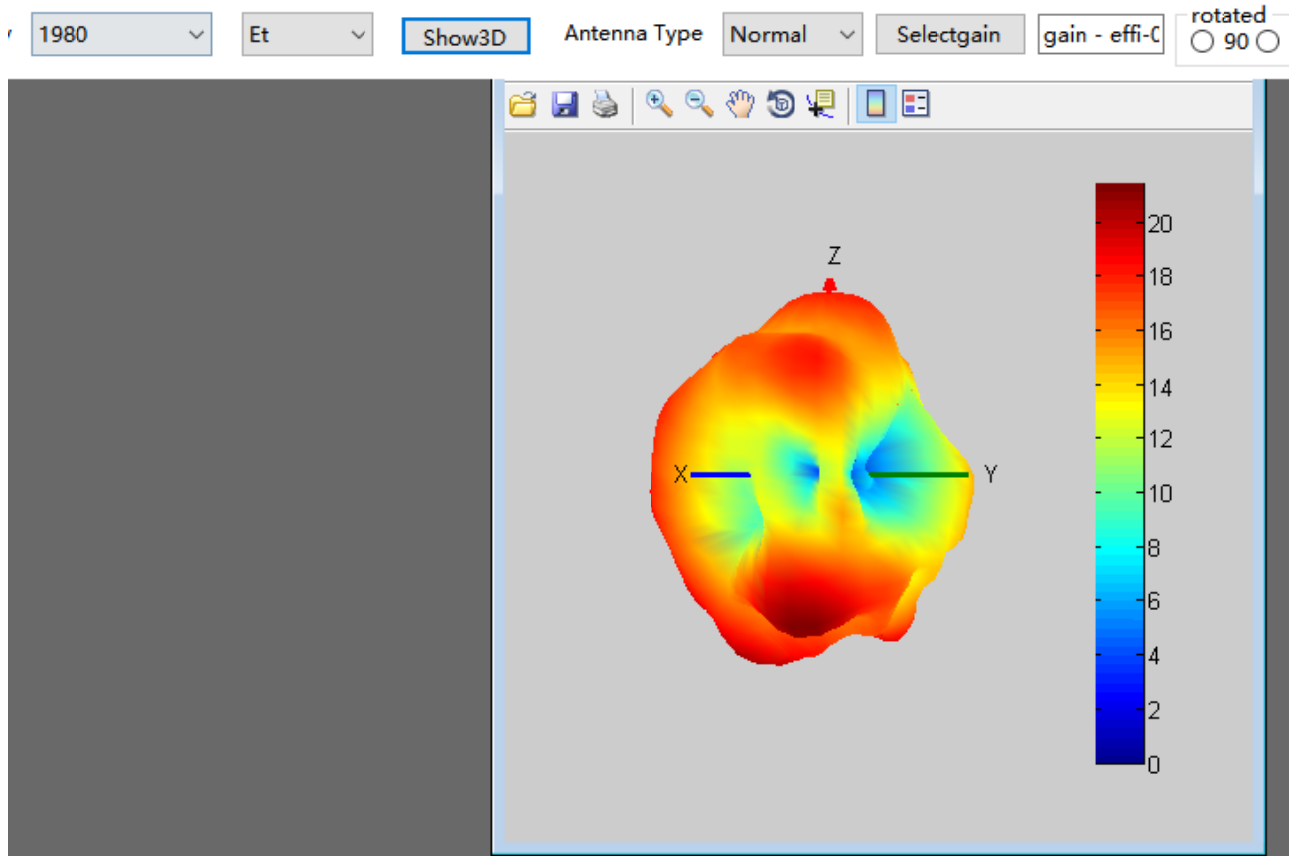 1980
Et
Show3D
Antenna Type
Normal
Selectgain
gain - effi-
rotated
90
Z
X
Y
20
18
16
14
12
10
8
6
4
2
0